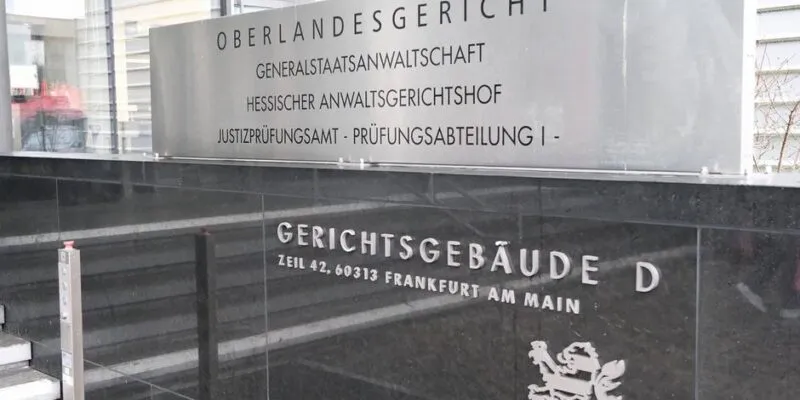 OBERLANDESGERICHT
GENERALSTAATSANWALTSCHAFT
HESSISCHER ANWALTSGERICHTSHOF
JUSTIZPRÜFUNGSAMT - PRÜFUNGSABTEILUNG I -
GERICHTSGEBÄUDE D
ZEIL 42, 60313 FRANKFURT AM MAIN